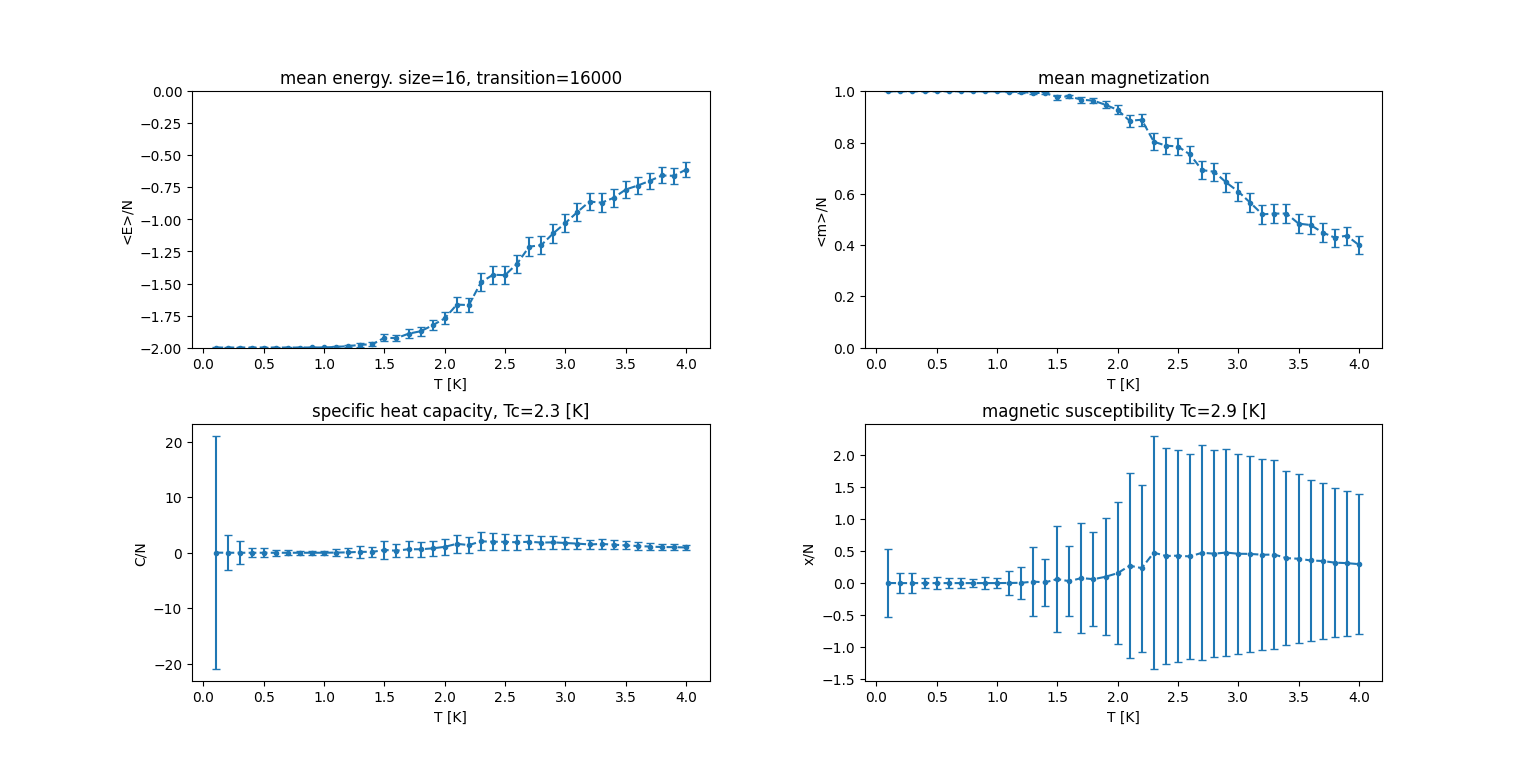 mean energy. size=16, transition=16000
0.00
−0.25
−0.50
−0.75
−1.00
−1.25
−1.50
−1.75
−2.00
<E>/N
0.0 0.5 1.0 1.5 2.0 2.5 3.0 3.5 4.0
T [K]
mean magnetization
1.0
0.8
0.6
0.4
0.2
0.0
<m>/N
0.0 0.5 1.0 1.5 2.0 2.5 3.0 3.5 4.0
T [K]
specific heat capacity, Tc=2.3 [K]
20
10
0
−10
−20
C/N
0.0 0.5 1.0 1.5 2.0 2.5 3.0 3.5 4.0
T [K]
magnetic susceptibility Tc=2.9 [K]
2.0
1.5
1.0
0.5
0.0
−0.5
−1.0
−1.5
x/N
0.0 0.5 1.0 1.5 2.0 2.5 3.0 3.5 4.0
T [K]